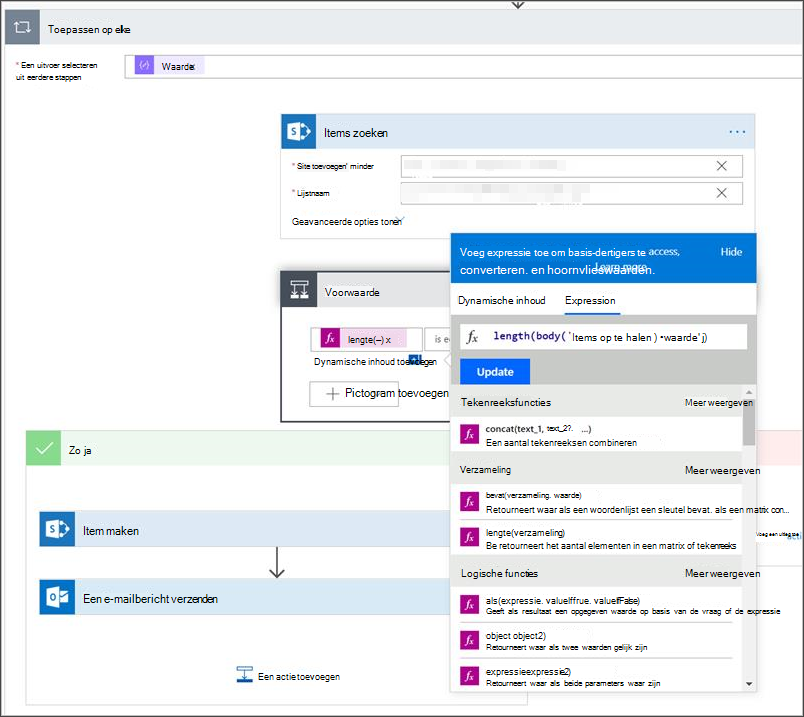 Toepassen op elke
* Een uitvoer selecteren
uit eerdere stappen
Waarde x
Items zoeken
* Site toevoegen' minder
* Lijstnaam
Geavanceerde opties tonen
Voeg expressie toe om basis-dertigers te access,
converteren. en hoornvlieswaarden.
Learn more
Hide
Voorwaarde
Dynamische inhoud
Expression
lengte(–) x
is e
fx length(body('Items op te halen ) •waarde'j)
Dynamische inhoud toevoegen
Update
Pictogram toevoegen
Tekenreeksfuncties
Meer weergeven
concat(text_1, text_2?. ...)
Een aantal tekenreeksen combineren
Zo ja
Verzameling
Meer weergeven
bevat(verzameling. waarde)
Retourneert waar als een woordenlijst een sleutel bevat. als een matrix con...
Item maken
lengte(verzameling)
Be retourneert het aantal elementen in een matrix of tekenreeks
Logische functies
Meer weergeven
Een e-mailbericht verzenden
als(expressie. valueIftrue. valueIfFalse)
Geeft als resultaat een opgegeven waarde op basis van de vraag of de expressie
object object2)
Retourneert waar als twee waarden gelijk zijn
Een actie toevoegen
expressieexpressie2)
Retourneert waar als beide parameters waar zijn